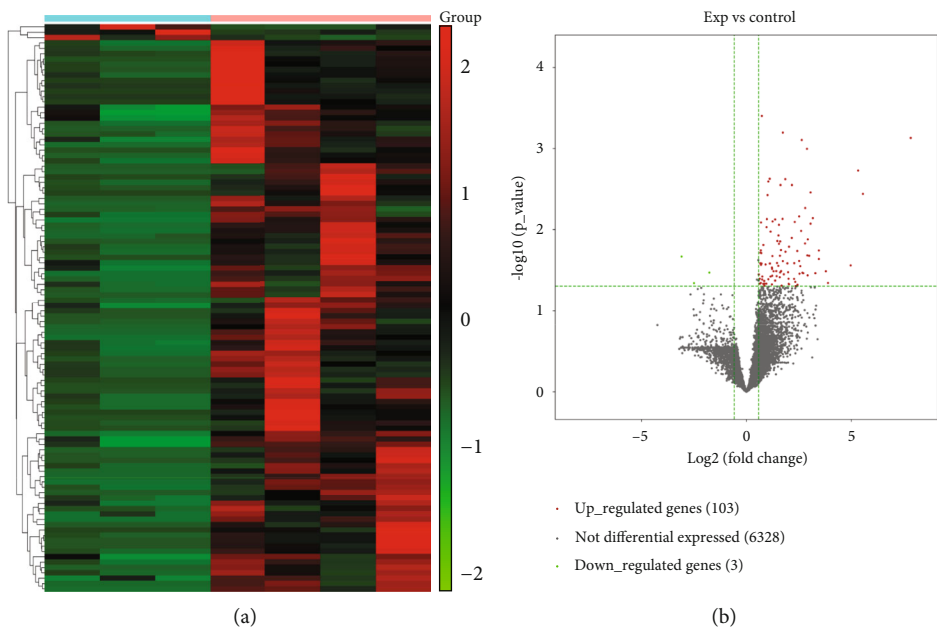 Group
2
1
0
−1
−2
(a)
Exp vs control
4
3
2
1
0
-log10 (p_value)
−5
0
5
Log2 (fold change)
Up_regulated genes (103)
Not differential expressed (6328)
Down_regulated genes (3)
(b)